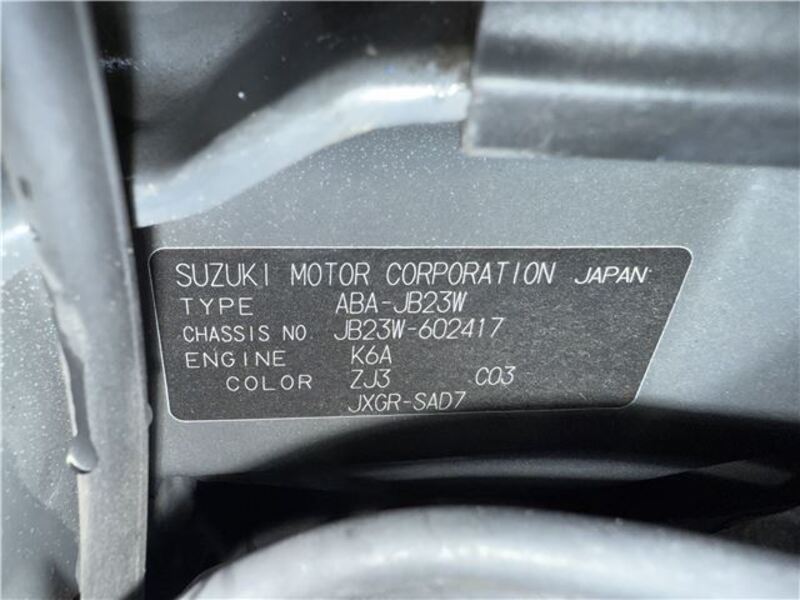 SUZUKI MOTOR CORPORATION JAPAN
TYPE ABA-JB23W
CHASSIS NO. JB23W-602417
ENGINE K6A
COLOR ZJ3 C03
JXGR-SAD7